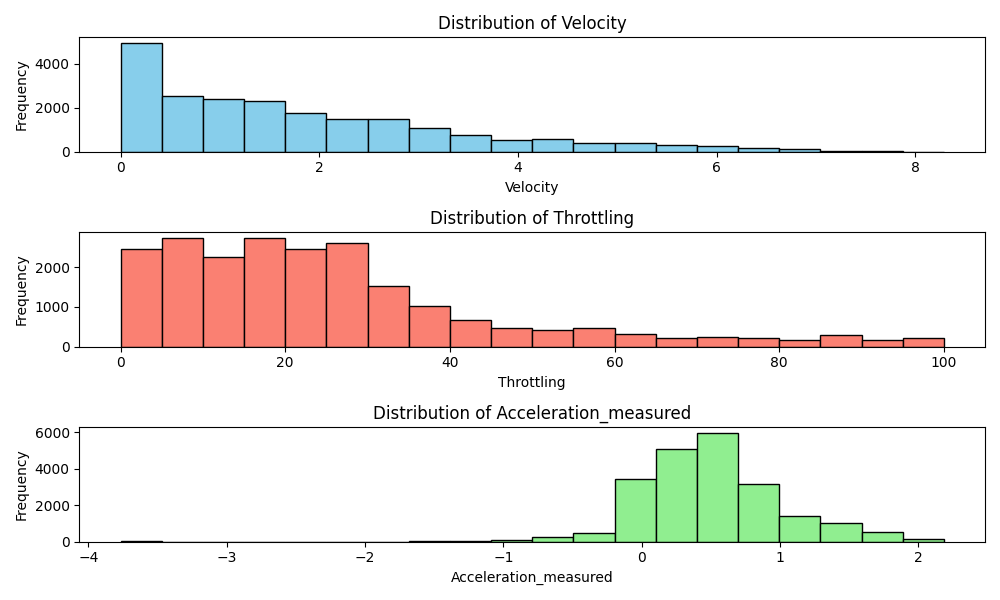 Distribution of Velocity
Frequency
4000
2000
0
0 2 4 6 8
Velocity
Distribution of Throttling
Frequency
2000
1000
0
0 20 40 60 80 100
Throttling
Distribution of Acceleration_measured
Frequency
6000
4000
2000
0
−4 −3 −2 −1 0 1 2
Acceleration_measured